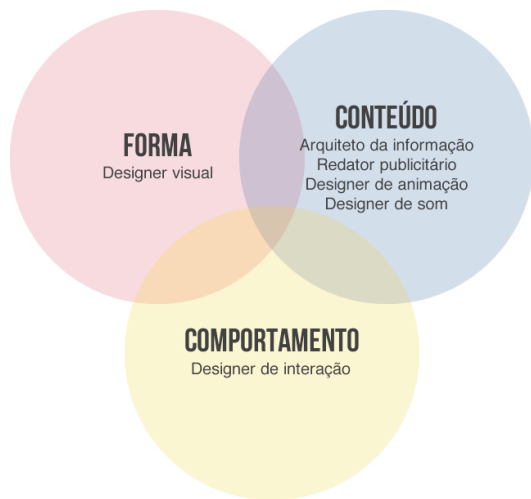 FORMA
Designer visual
CONTEÚDO
Arquiteto da informação
Redator publicitário
Designer de animação
Designer de som
COMPORTAMENTO
Designer de interação